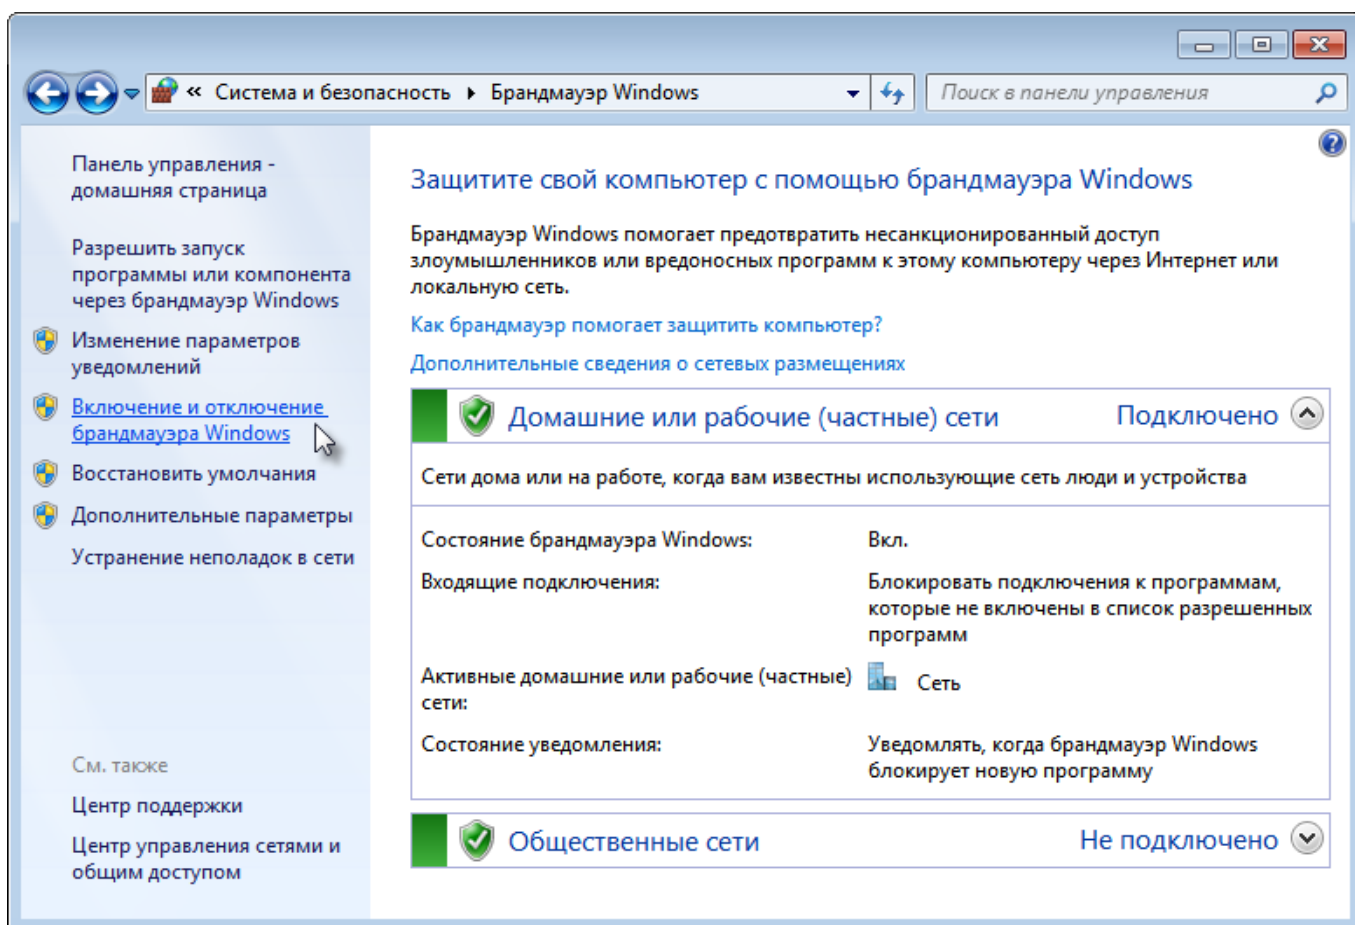 « Система и безопасность ▸ Брандмауэр Windows
Поиск в панели управления
Панель управления -
домашняя страница
Разрешить запуск
программы или компонента
через брандмауэр Windows
Изменение параметров
уведомлений
Включение и отключение
брандмауэра Windows
Восстановить умолчания
Дополнительные параметры
Устранение неполадок в сети
См. также
Центр поддержки
Центр управления сетями и
общим доступом
Защитите свой компьютер с помощью брандмауэра Windows
Брандмауэр Windows помогает предотвратить несанкционированный доступ
злоумышленников или вредоносных программ к этому компьютеру через Интернет или
локальную сеть.
Как брандмауэр помогает защитить компьютер?
Дополнительные сведения о сетевых размещениях
Домашние или рабочие (частные) сети Подключено
Сети дома или на работе, когда вам известны использующие сеть люди и устройства
Состояние брандмауэра Windows: Вкл.
Входящие подключения: Блокировать подключения к программам,
которые не включены в список разрешенных
программ
Активные домашние или рабочие (частные) Сеть
сети:
Состояние уведомления: Уведомлять, когда брандмауэр Windows
блокирует новую программу
Общественные сети Не подключено